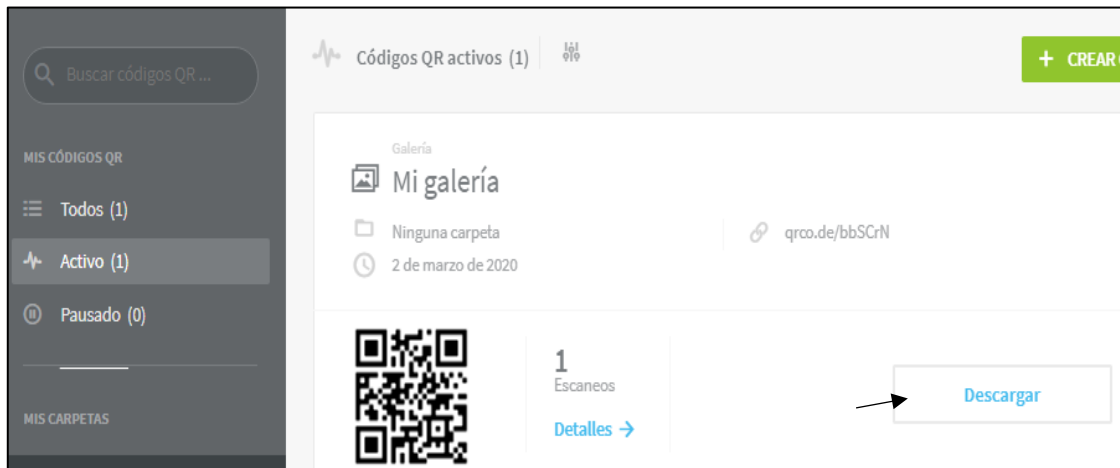 Buscar códigos QR ...
MIS CÓDIGOS QR
Todos (1)
Activo (1)
Pausado (0)
MIS CARPETAS
Códigos QR activos (1)
+ CREAR
Galería
Mi galería
Ninguna carpeta
qrco.de/bbSCrN
2 de marzo de 2020
1
Escaneos
Detalles →
Descargar